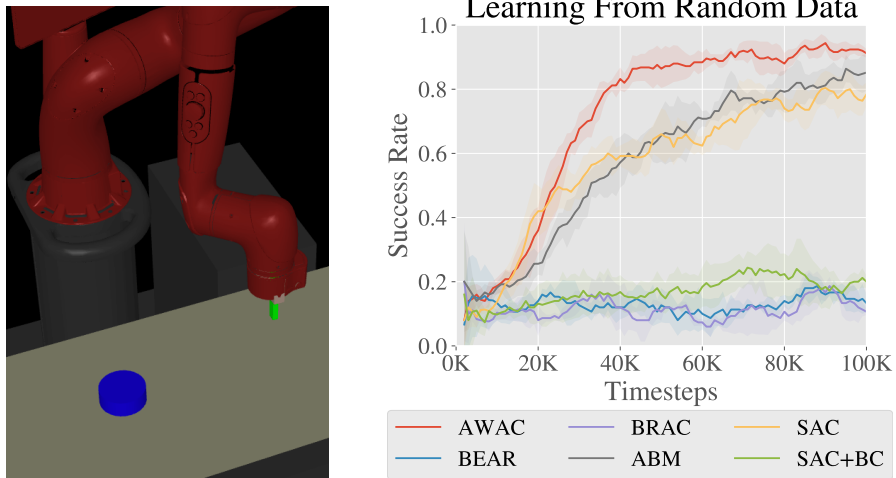 Learning From Random Data
Success Rate
1.0
0.8
0.6
0.4
0.2
0.0
0K 20K 40K 60K 80K 100K
Timesteps
AWAC BRAC SAC
BEAR ABM SAC+BC